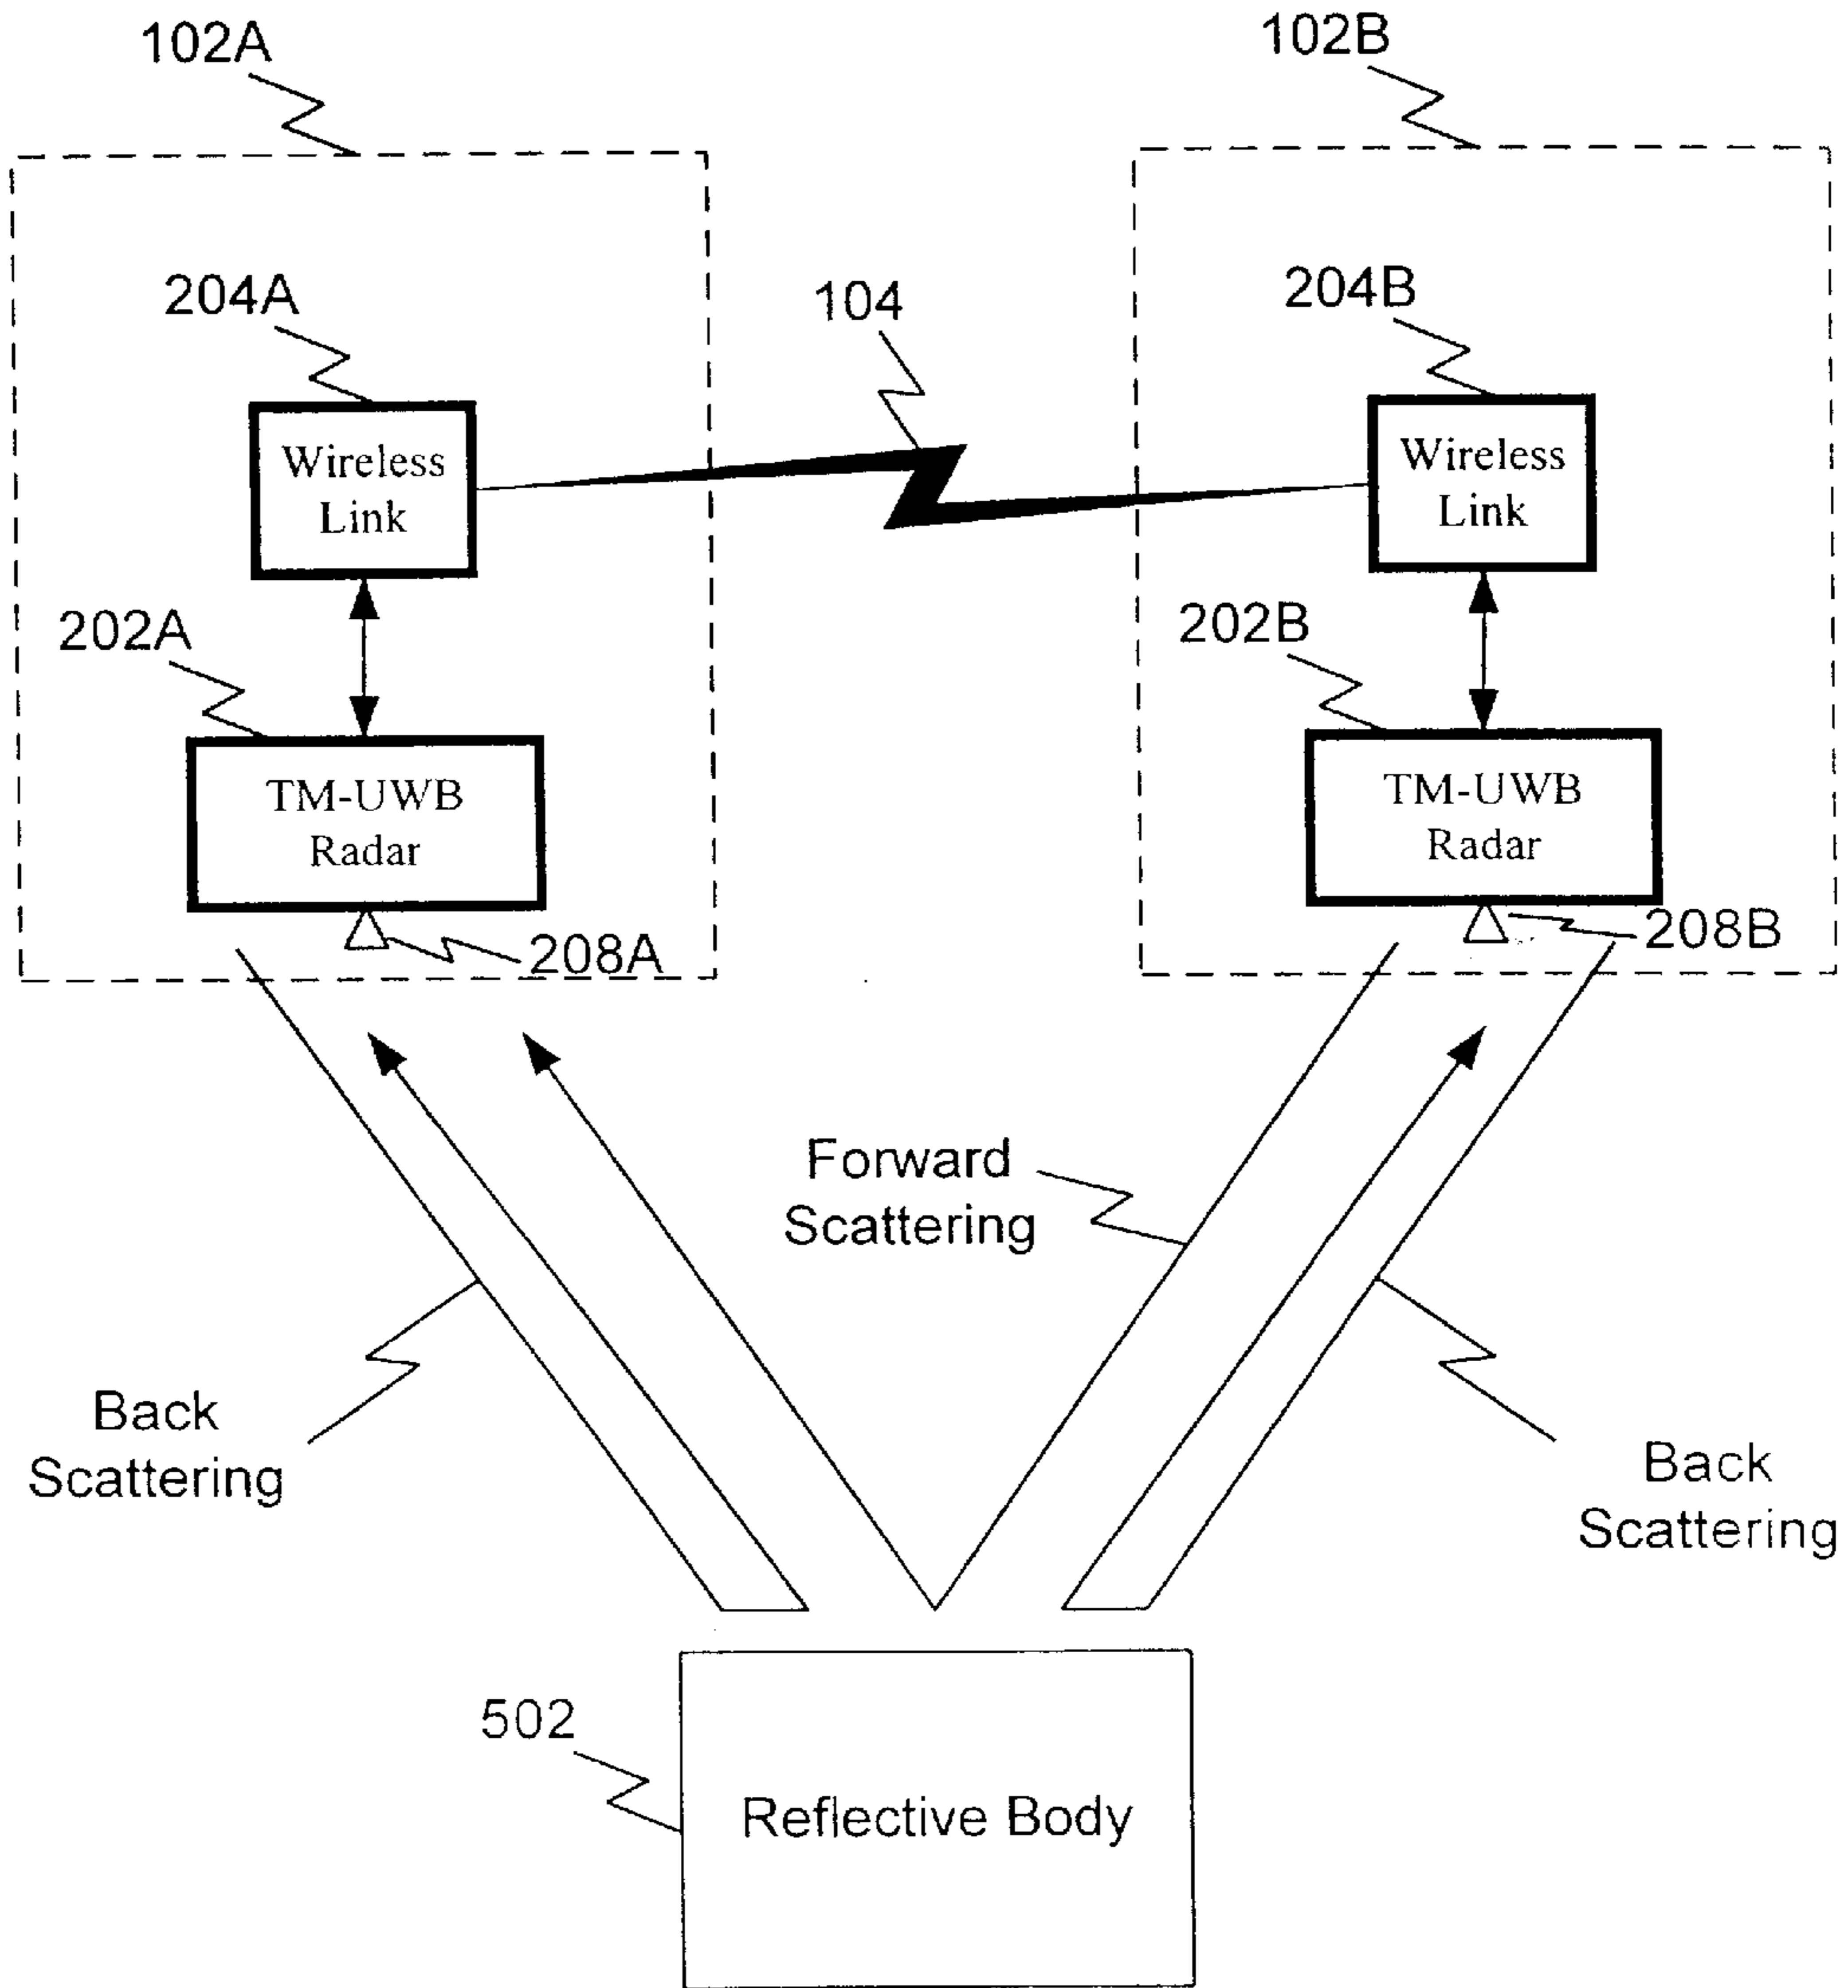 102A
102B
204A
104
204B
Wireless
Link
Wireless
Link
202A
202B
TM-UWB
Radar
TM-UWB
Radar
208A
208B
Forward
Scattering
Back
Scattering
Back
Scattering
502
Reflective Body